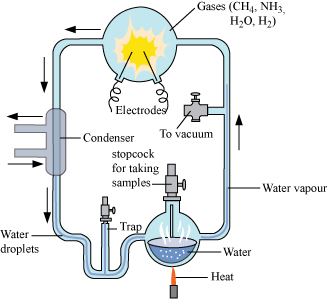 Gases (CH₄, NH₃,
H₂O, H₂)
Electrodes
To vacuum
Condenser
stopcock
for taking
samples
Water vapour
Trap
Water
droplets
Water
Heat